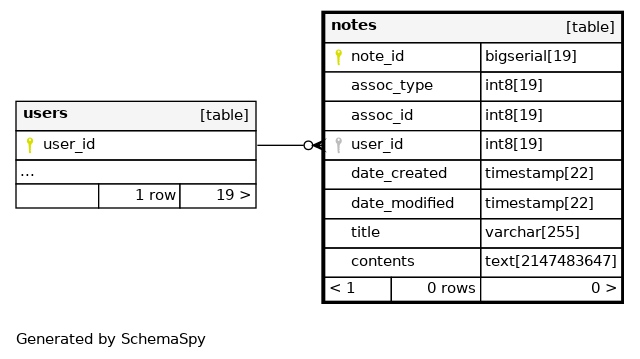 users [table]
user_id
...
1 row 19 >
notes [table]
note_id bigserial[19]
assoc_type int8[19]
assoc_id int8[19]
user_id int8[19]
date_created timestamp[22]
date_modified timestamp[22]
title varchar[255]
contents text[2147483647]
< 1 0 rows 0 >
Generated by SchemaSpy